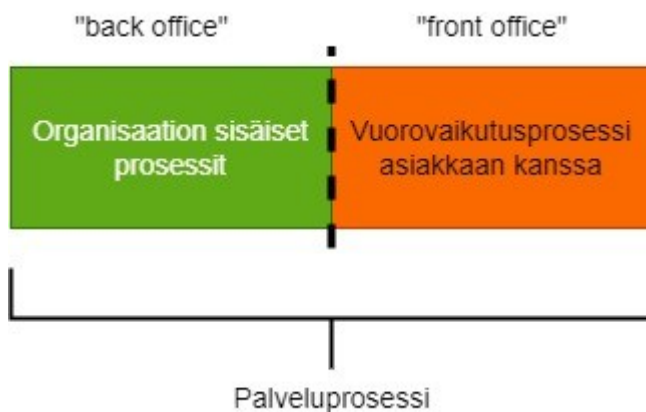 "back office"
"front office"
Organisaation sisäiset
prosessit
Vuorovaikutusprosessi
asiakkaan kanssa
Palveluprosessi